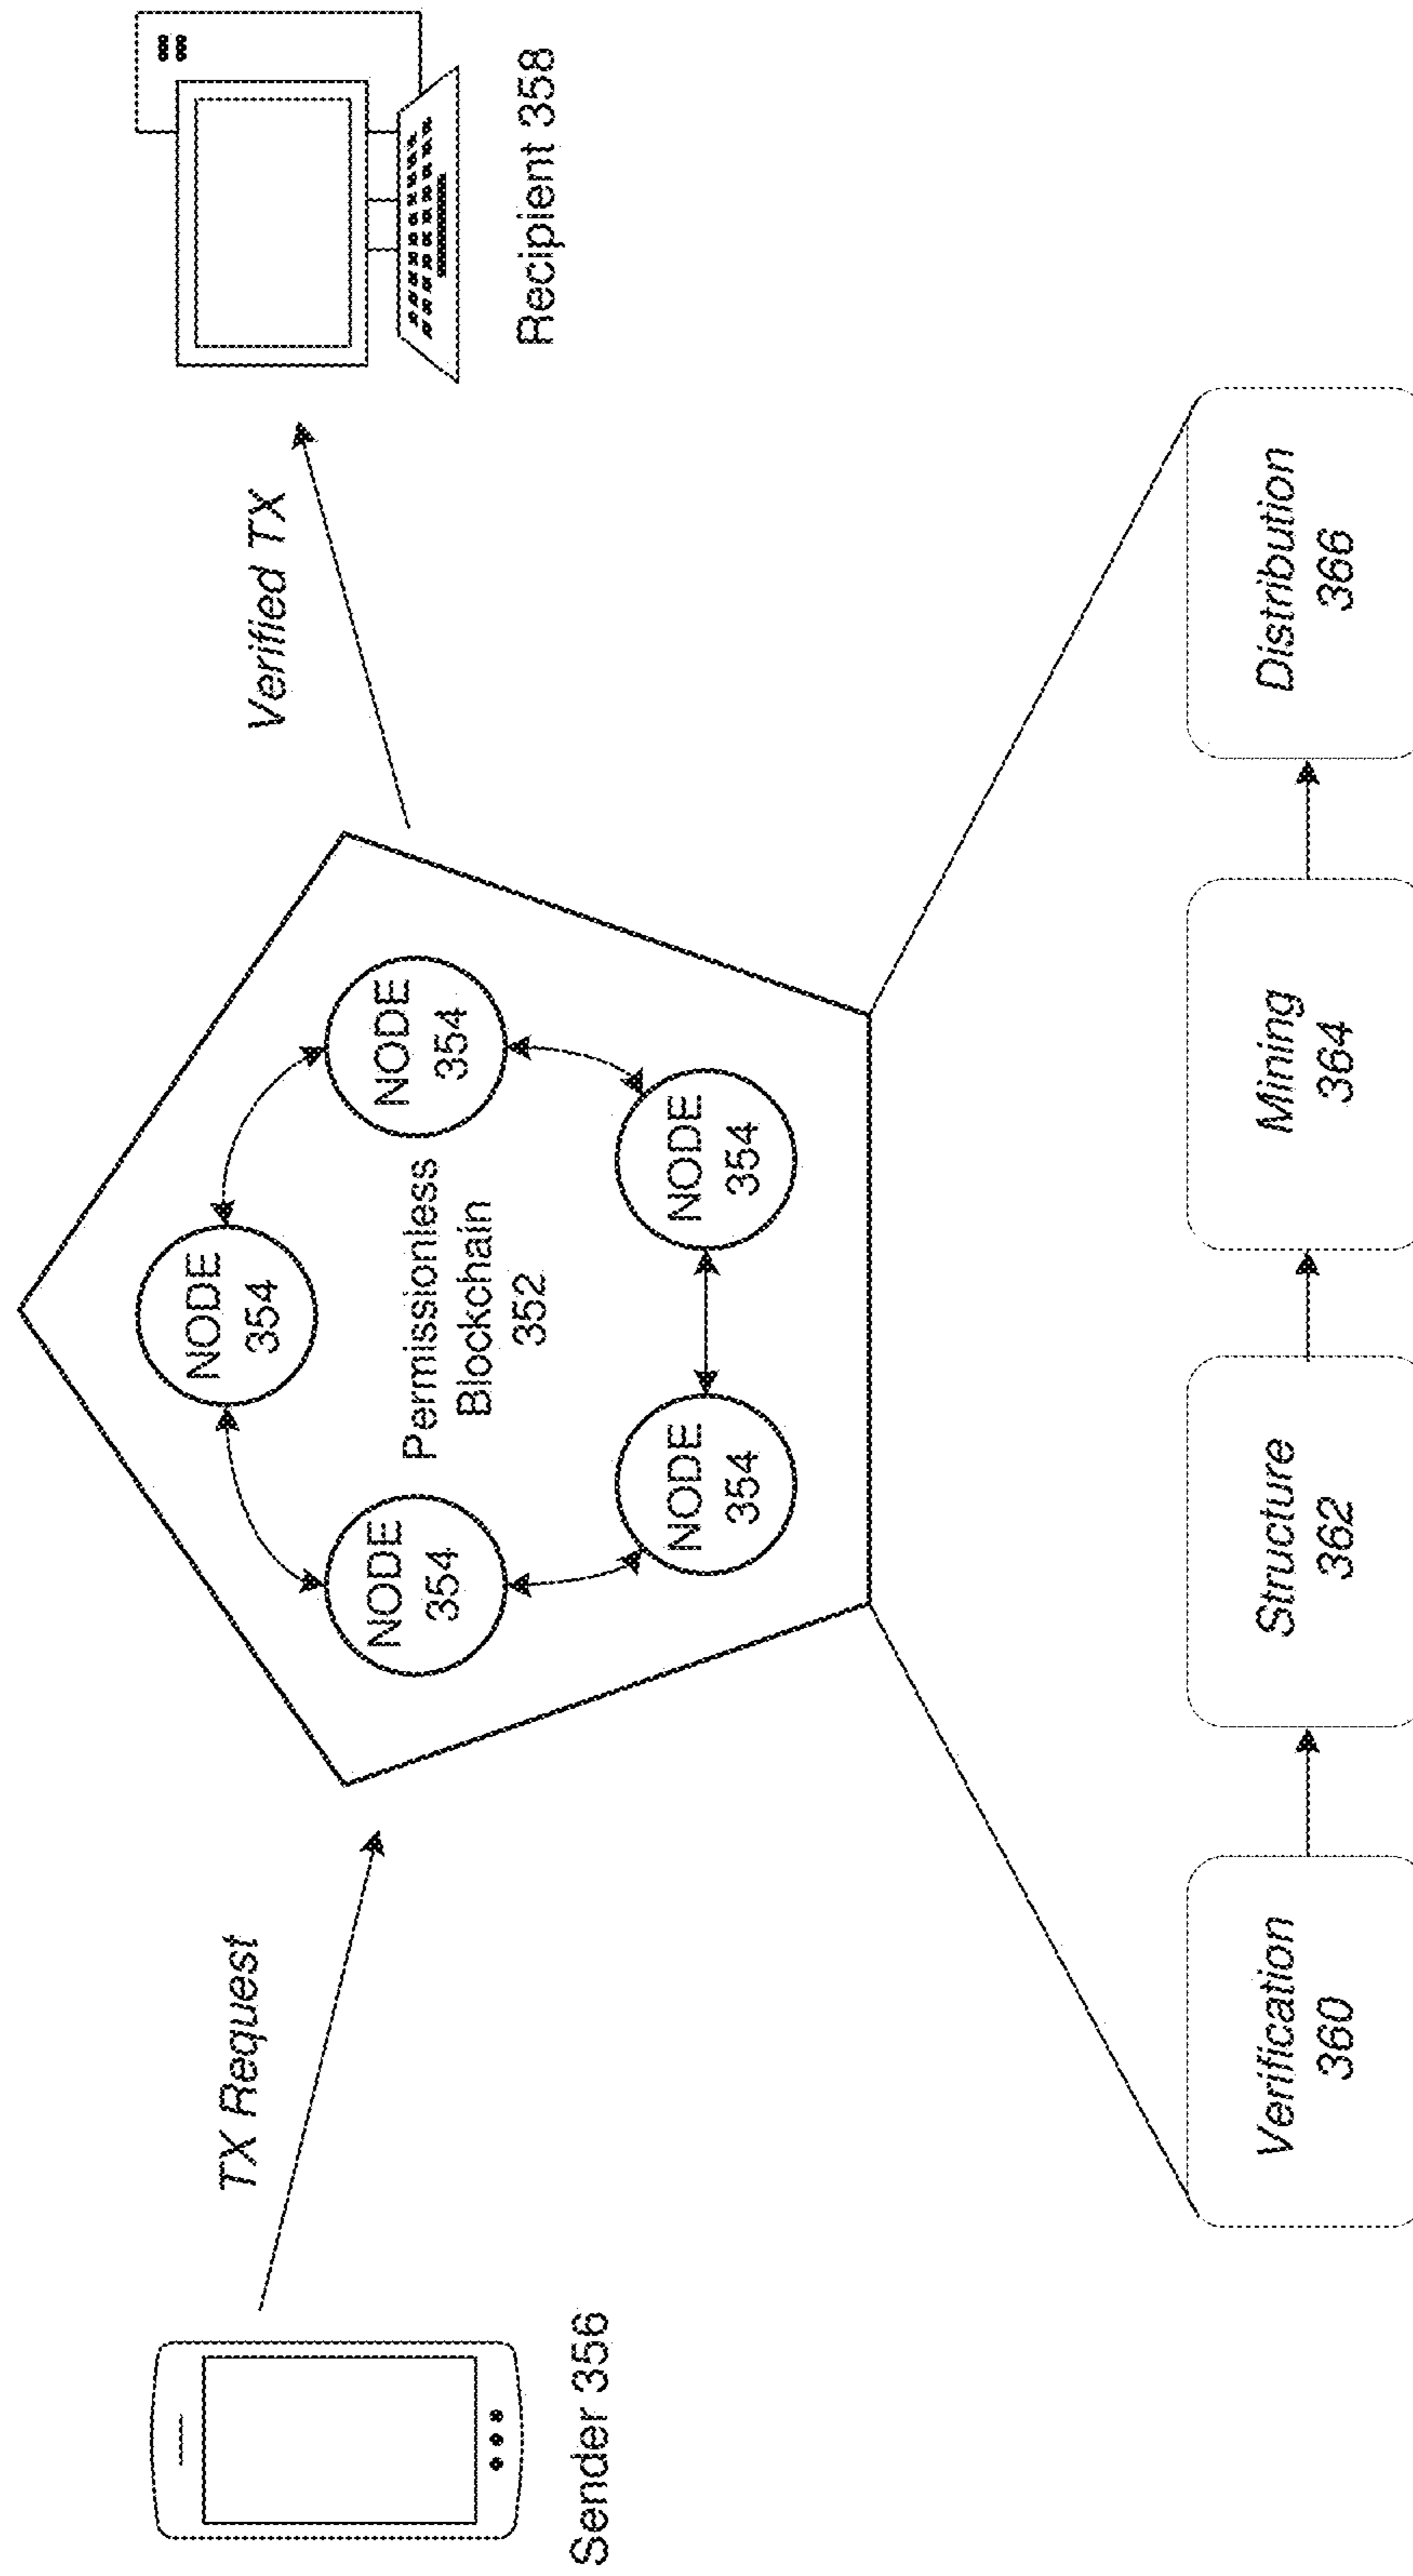 TX Request
Verified TX
Sender 356
Recipient 358
NODE
354
NODE
354
NODE
354
Permissionless
Blockchain
352
NODE
354
NODE
354
Verification
360
Structure
362
Mining
364
Distribution
366